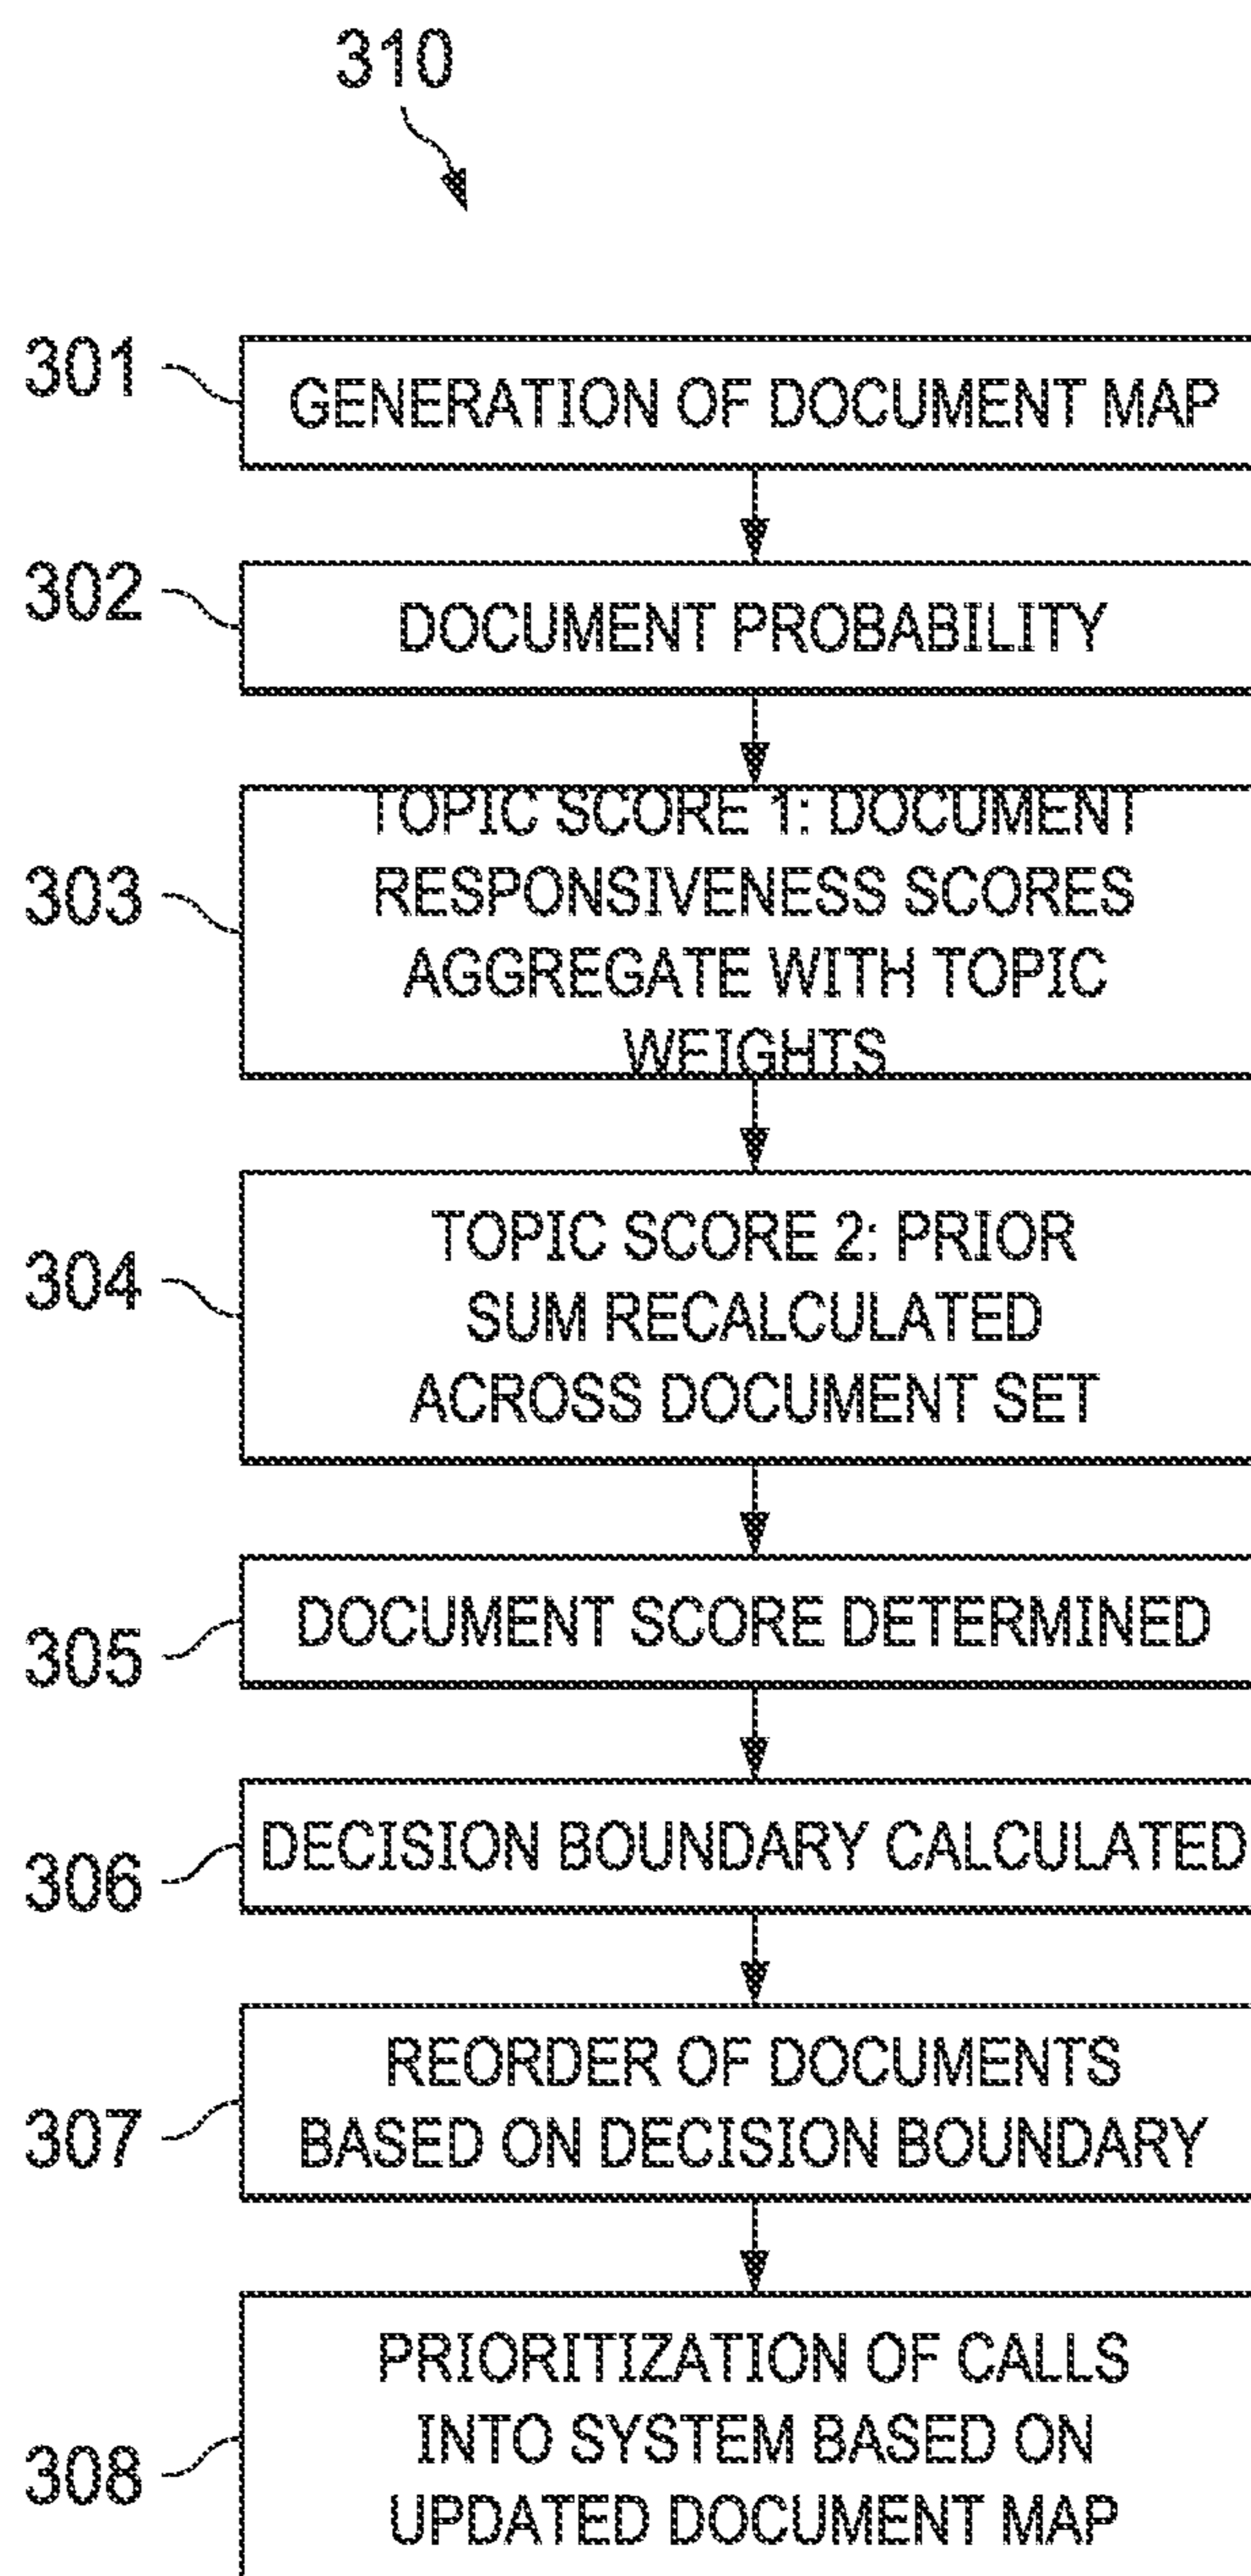 310
301
GENERATION OF DOCUMENT MAP
302
DOCUMENT PROBABILITY
303
TOPIC SCORE 1: DOCUMENT
RESPONSIVENESS SCORES
AGGREGATE WITH TOPIC
WEIGHTS
304
TOPIC SCORE 2: PRIOR
SUM RECALCULATED
ACROSS DOCUMENT SET
305
DOCUMENT SCORE DETERMINED
306
DECISION BOUNDARY CALCULATED
307
REORDER OF DOCUMENTS
BASED ON DECISION BOUNDARY
308
PRIORITIZATION OF CALLS
INTO SYSTEM BASED ON
UPDATED DOCUMENT MAP